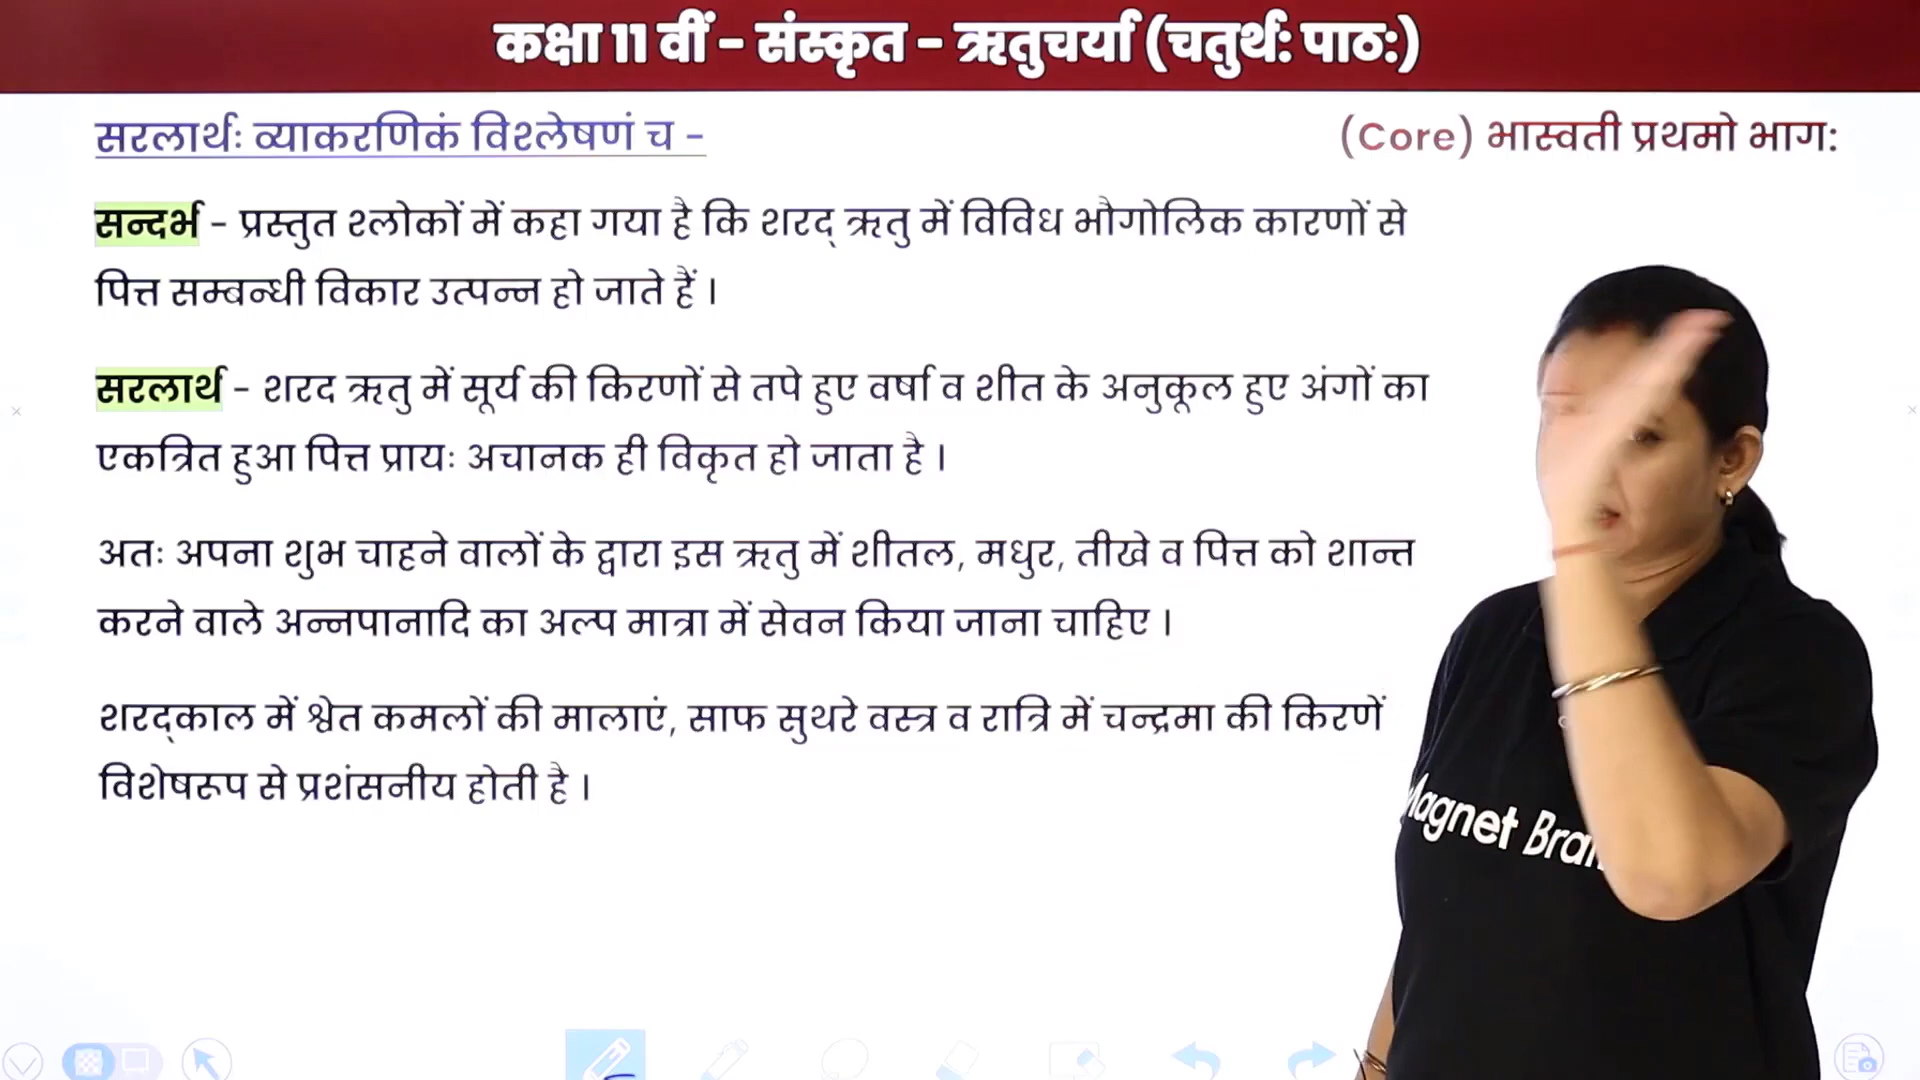 कक्षा 11 वीं - संस्कृत - ऋतुचर्या (चतुर्थ: पाठ:)
सरलार्थः व्याकरणिकं विश्लेषणं च -
(Core) भास्वती प्रथमो भाग:
सन्दर्भ - प्रस्तुत श्लोकों में कहा गया है कि शरद् ऋतु में विविध भौगोलिक कारणों से
पित्त सम्बन्धी विकार उत्पन्न हो जाते हैं ।
सरलार्थ - शरद ऋतु में सूर्य की किरणों से तपे हुए वर्षा व शीत के अनुकूल हुए अंगों का
एकत्रित हुआ पित्त प्रायः अचानक ही विकृत हो जाता है ।
अतः अपना शुभ चाहने वालों के द्वारा इस ऋतु में शीतल, मधुर, तीखे व पित्त को शान्त
करने वाले अन्नपानादि का अल्प मात्रा में सेवन किया जाना चाहिए ।
शरद्काल में श्वेत कमलों की मालाएं, साफ सुथरे वस्त्र व रात्रि में चन्द्रमा की किरणें
विशेषरूप से प्रशंसनीय होती है ।
Magnet